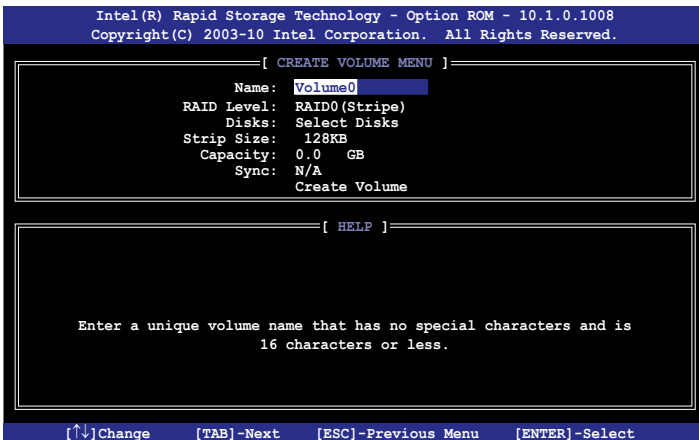 Intel(R) Rapid Storage Technology - Option ROM - 10.1.0.1008
Copyright(C) 2003-10 Intel Corporation. All Rights Reserved.
[ CREATE VOLUME MENU ]
Name: Volume0
RAID Level: RAID0(Stripe)
Disks: Select Disks
Strip Size: 128KB
Capacity: 0.0 GB
Sync: N/A
Create Volume
[ HELP ]
Enter a unique volume name that has no special characters and is
16 characters or less.
[↑↓]Change [TAB]-Next [ESC]-Previous Menu [ENTER]-Select